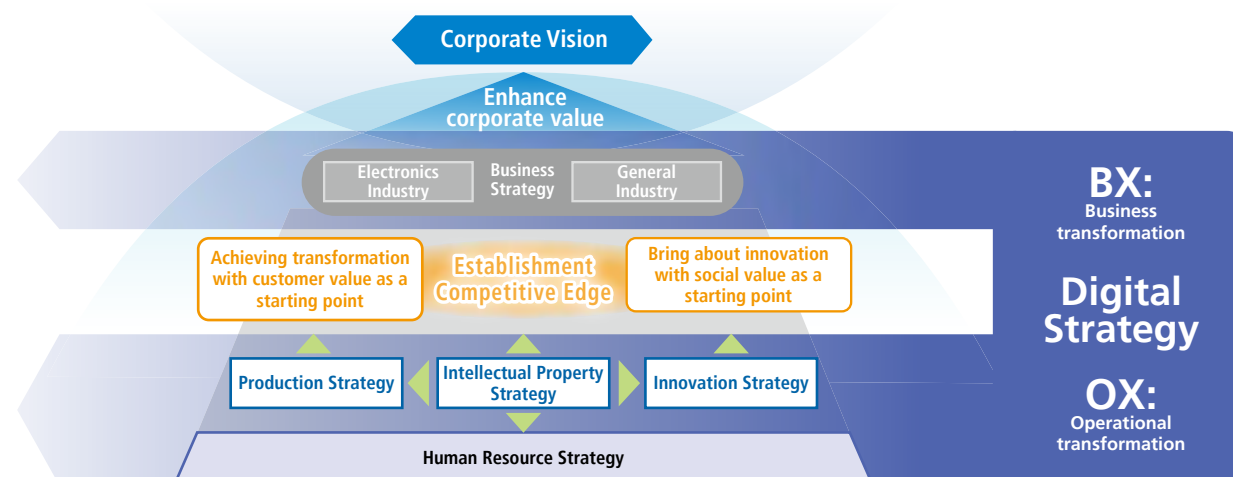 Corporate Vision
Enhance
corporate value
Electronics
Industry
Business
Strategy
General
Industry
BX:
Business
transformation
Achieving transformation
with customer value as a
starting point
Establishment
Competitive Edge
Bring about innovation
with social value as a
starting point
Digital
Strategy
Production Strategy
Intellectual Property
Strategy
Innovation Strategy
OX:
Operational
transformation
Human Resource Strategy